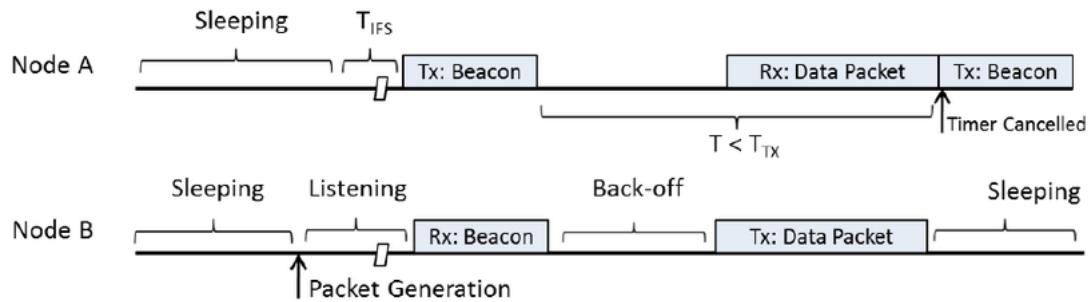 Sleeping T_IFS
Node A Tx: Beacon Rx: Data Packet Tx: Beacon
Timer Cancelled
T < T_TX
Sleeping Listening Back-off Sleeping
Node B Rx: Beacon Tx: Data Packet
Packet Generation